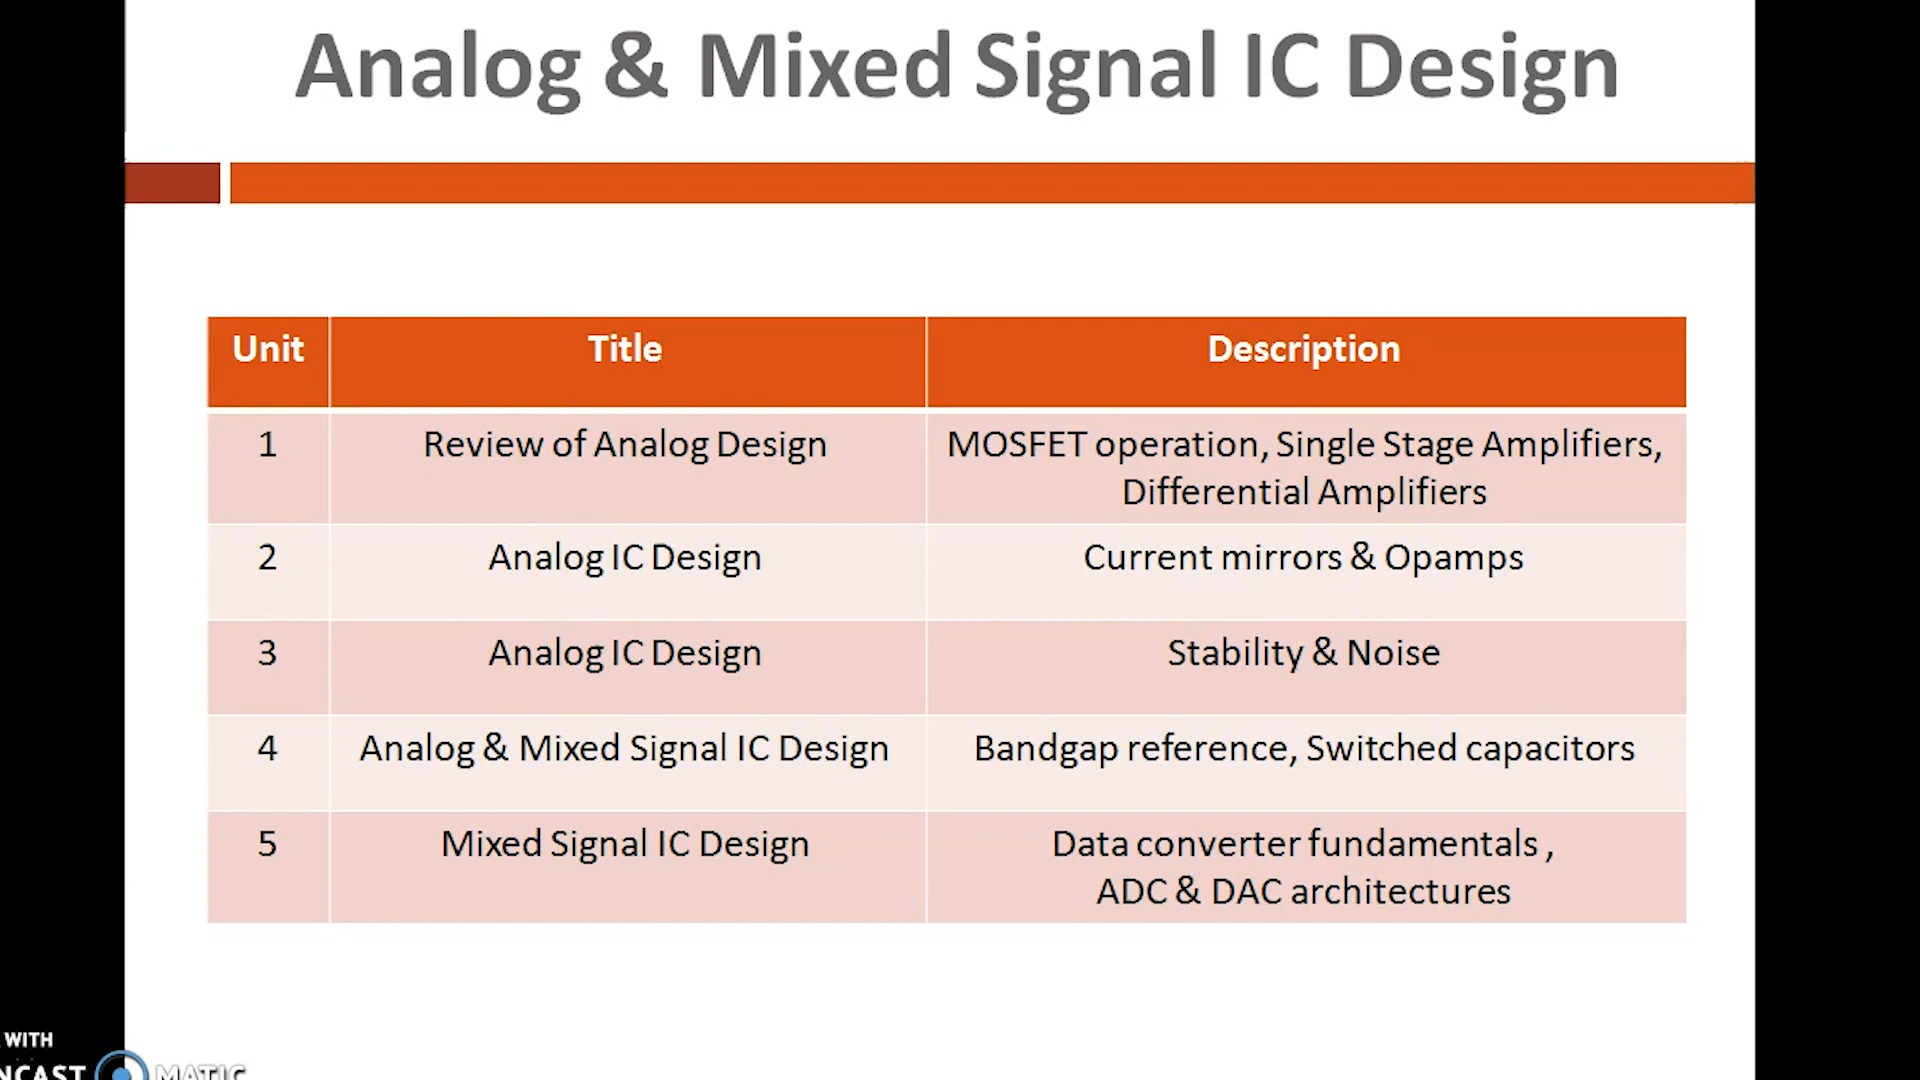 Analog & Mixed Signal IC Design
Unit Title Description
1 Review of Analog Design MOSFET operation, Single Stage Amplifiers,
Differential Amplifiers
2 Analog IC Design Current mirrors & Opamps
3 Analog IC Design Stability & Noise
4 Analog & Mixed Signal IC Design Bandgap reference, Switched capacitors
5 Mixed Signal IC Design Data converter fundamentals ,
ADC & DAC architectures
WITH
NCAST MATIC